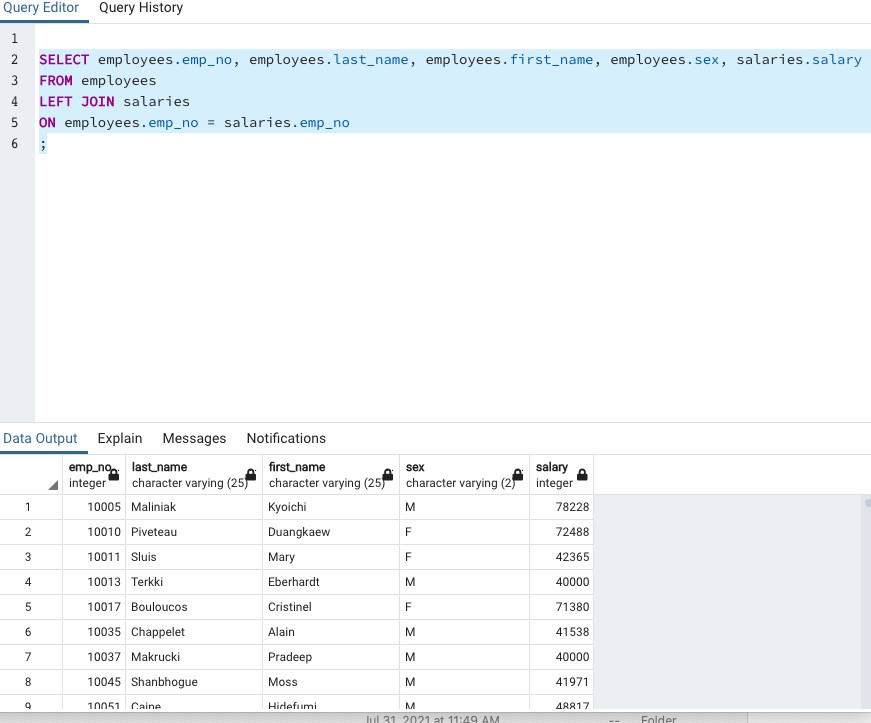 Query Editor Query History
1
2 SELECT employees.emp_no, employees.last_name, employees.first_name, employees.sex, salaries.salary
3 FROM employees
4 LEFT JOIN salaries
5 ON employees.emp_no = salaries.emp_no
6 ;
Data Output Explain Messages Notifications
emp_no last_name first_name sex salary
integer character varying (25) character varying (25) character varying (2) integer
1 10005 Maliniak Kyoichi M 78228
2 10010 Piveteau Duangkaew F 72488
3 10011 Sluis Mary F 42365
4 10013 Terkki Eberhardt M 40000
5 10017 Bouloucos Cristinel F 71380
6 10035 Chappelet Alain M 41538
7 10037 Makrucki Pradeep M 40000
8 10045 Shanbhogue Moss M 41971
9 10051 Caine Hidefumi M 48817
Jul 31, 2021 at 11:49 AM -- Folder